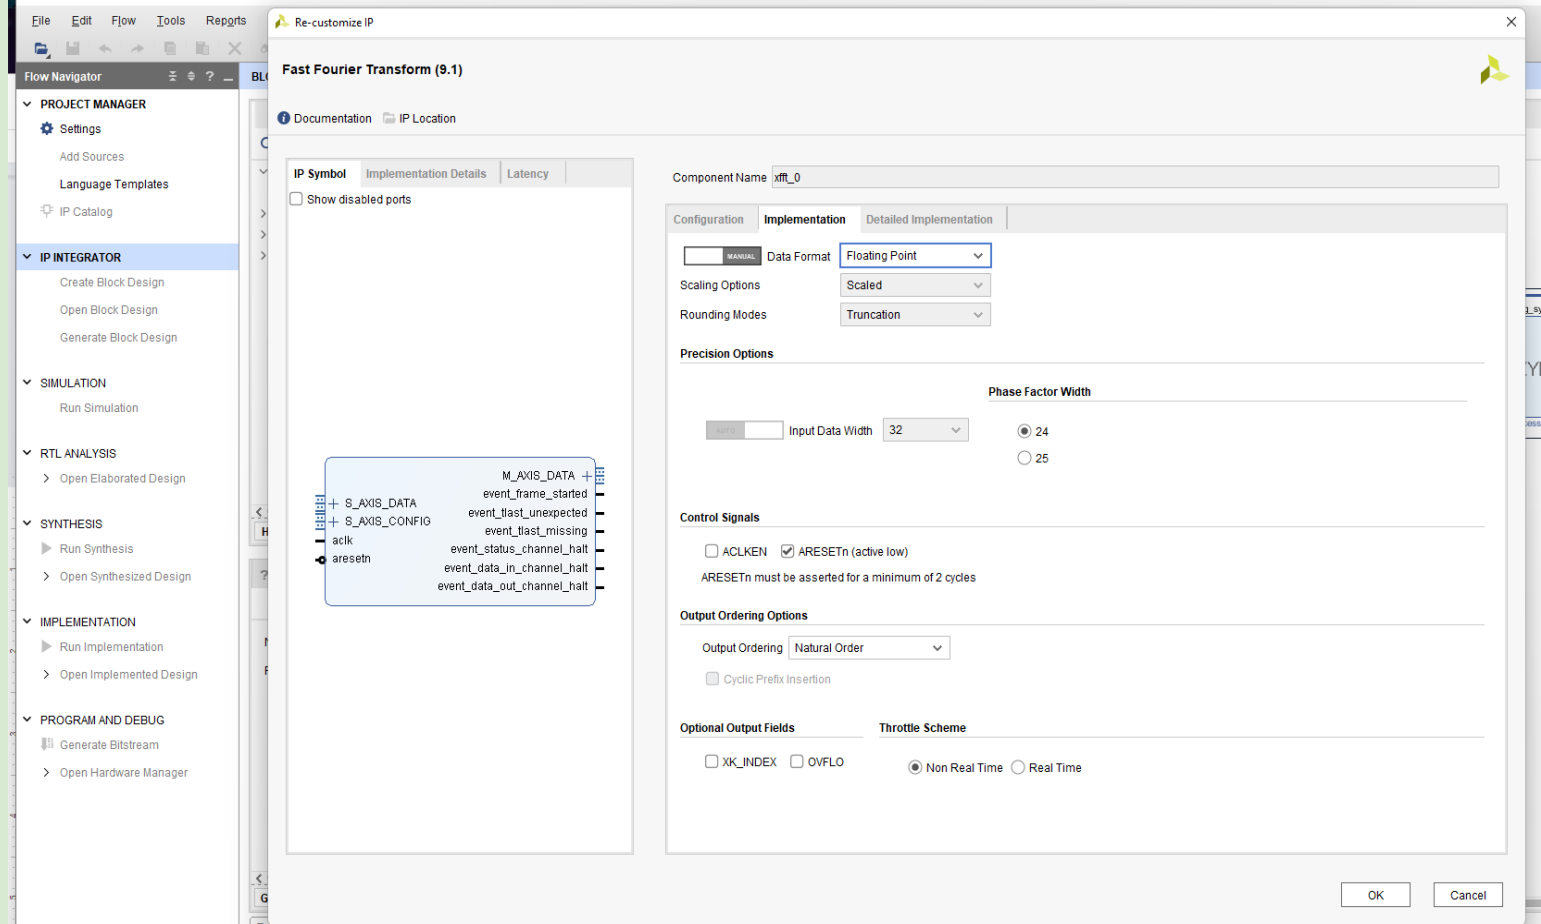 File Edit Flow Tools Reports
Re-customize IP
Flow Navigator
PROJECT MANAGER
Settings
Add Sources
Language Templates
IP Catalog
IP INTEGRATOR
Create Block Design
Open Block Design
Generate Block Design
SIMULATION
Run Simulation
RTL ANALYSIS
Open Elaborated Design
SYNTHESIS
Run Synthesis
Open Synthesized Design
IMPLEMENTATION
Run Implementation
Open Implemented Design
PROGRAM AND DEBUG
Generate Bitstream
Open Hardware Manager
Fast Fourier Transform (9.1)
Documentation IP Location
IP Symbol Implementation Details Latency
Show disabled ports
S_AXIS_DATA
S_AXIS_CONFIG
aclk
aresetn
M_AXIS_DATA
event_frame_started
event_tlast_unexpected
event_tlast_missing
event_status_channel_halt
event_data_in_channel_halt
event_data_out_channel_halt
Component Name xfft_0
Configuration Implementation Detailed Implementation
MANUAL Data Format Floating Point
Scaling Options Scaled
Rounding Modes Truncation
Precision Options
Phase Factor Width
AUTO Input Data Width 32
24
25
Control Signals
ACLKEN ARESETn (active low)
ARESETn must be asserted for a minimum of 2 cycles
Output Ordering Options
Output Ordering Natural Order
Cyclic Prefix Insertion
Optional Output Fields Throttle Scheme
XK_INDEX OVFLO Non Real Time Real Time
OK Cancel